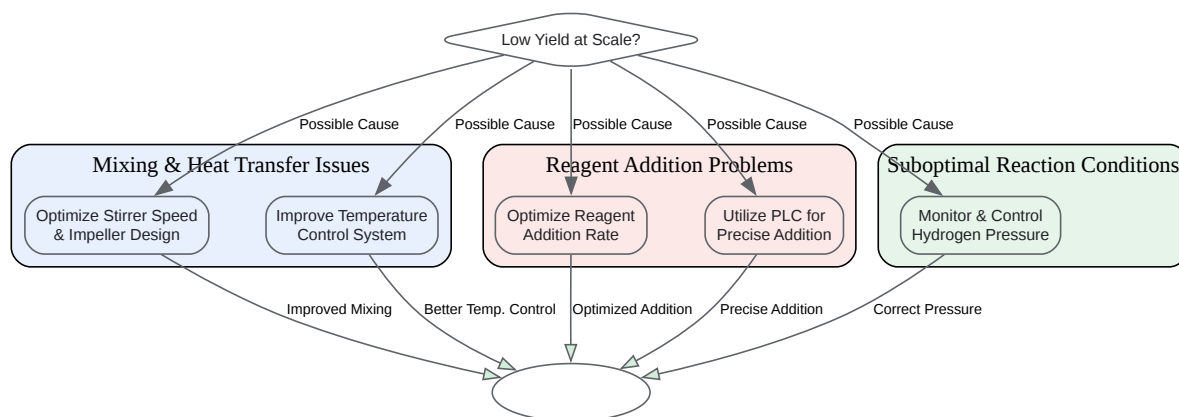 Low Yield at Scale?
Possible Cause
Possible Cause
Possible Cause
Possible Cause
Possible Cause
Mixing & Heat Transfer Issues
Reagent Addition Problems
Suboptimal Reaction Conditions
Optimize Stirrer Speed
& Impeller Design
Improve Temperature
Control System
Optimize Reagent
Addition Rate
Utilize PLC for
Precise Addition
Monitor & Control
Hydrogen Pressure
Improved Mixing
Better Temp. Control
Optimized Addition
Precise Addition
Correct Pressure